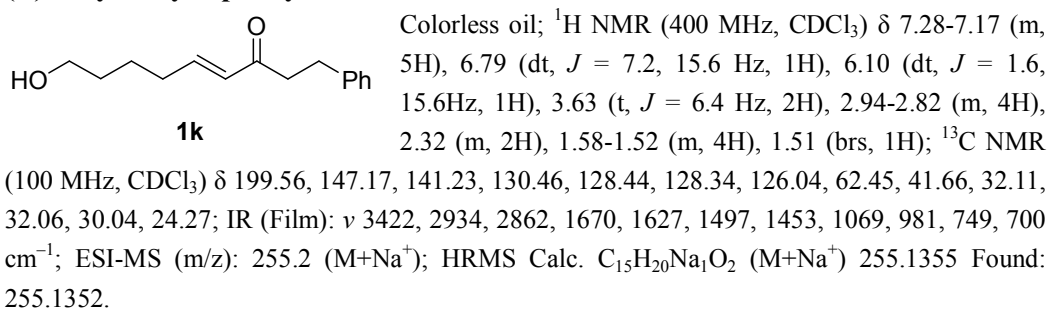 Colorless oil; ¹H NMR (400 MHz, CDCl₃) δ 7.28-7.17 (m,
5H), 6.79 (dt, J = 7.2, 15.6 Hz, 1H), 6.10 (dt, J = 1.6,
15.6Hz, 1H), 3.63 (t, J = 6.4 Hz, 2H), 2.94-2.82 (m, 4H),
2.32 (m, 2H), 1.58-1.52 (m, 4H), 1.51 (brs, 1H); ¹³C NMR
O
HO
Ph
1k
(100 MHz, CDCl₃) δ 199.56, 147.17, 141.23, 130.46, 128.44, 128.34, 126.04, 62.45, 41.66, 32.11,
32.06, 30.04, 24.27; IR (Film): ν 3422, 2934, 2862, 1670, 1627, 1497, 1453, 1069, 981, 749, 700
cm⁻¹; ESI-MS (m/z): 255.2 (M+Na⁺); HRMS Calc. C₁₅H₂₀Na₁O₂ (M+Na⁺) 255.1355 Found:
255.1352.